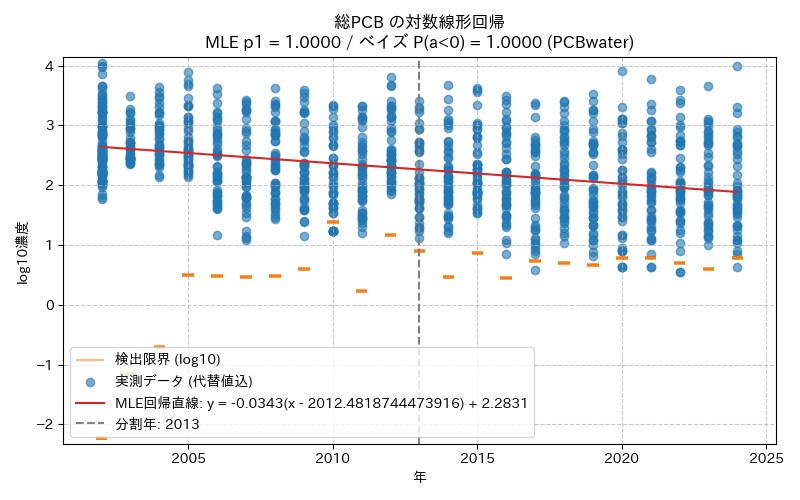 総PCB の対数線形回帰
MLE p1 = 1.0000 / ベイズ P(a<0) = 1.0000 (PCBwater)
4
3
2
1
0
−1
−2
log10濃度
検出限界 (log10)
実測データ (代替値込)
MLE回帰直線: y = -0.0343(x - 2012.4818744473916) + 2.2831
分割年: 2013
2005
2010
2015
2020
2025
年